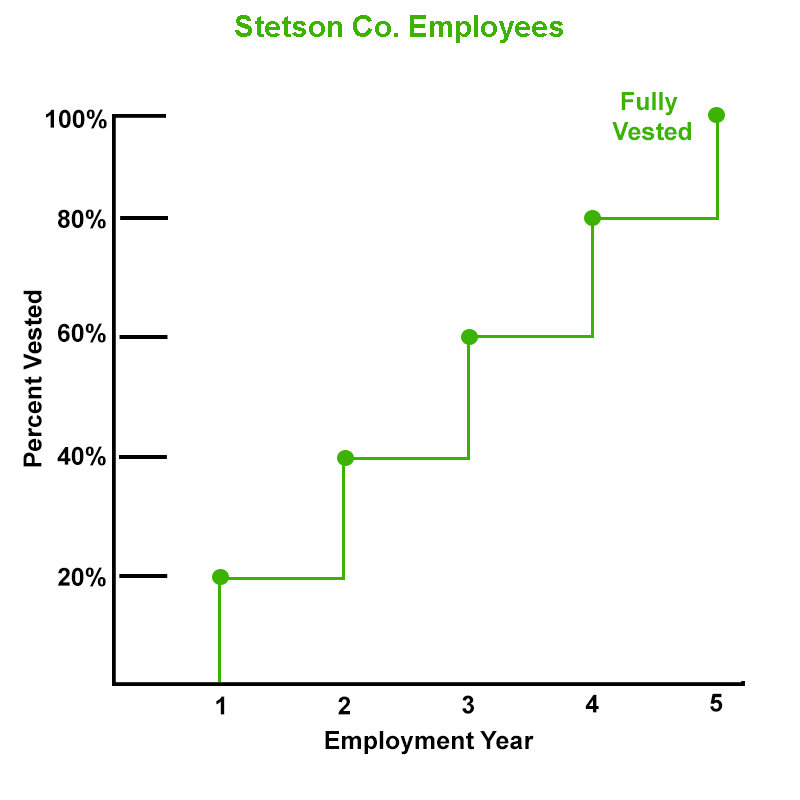 Stetson Co. Employees
Fully
Vested
100%
80%
60%
40%
20%
Percent Vested
1 2 3 4 5
Employment Year